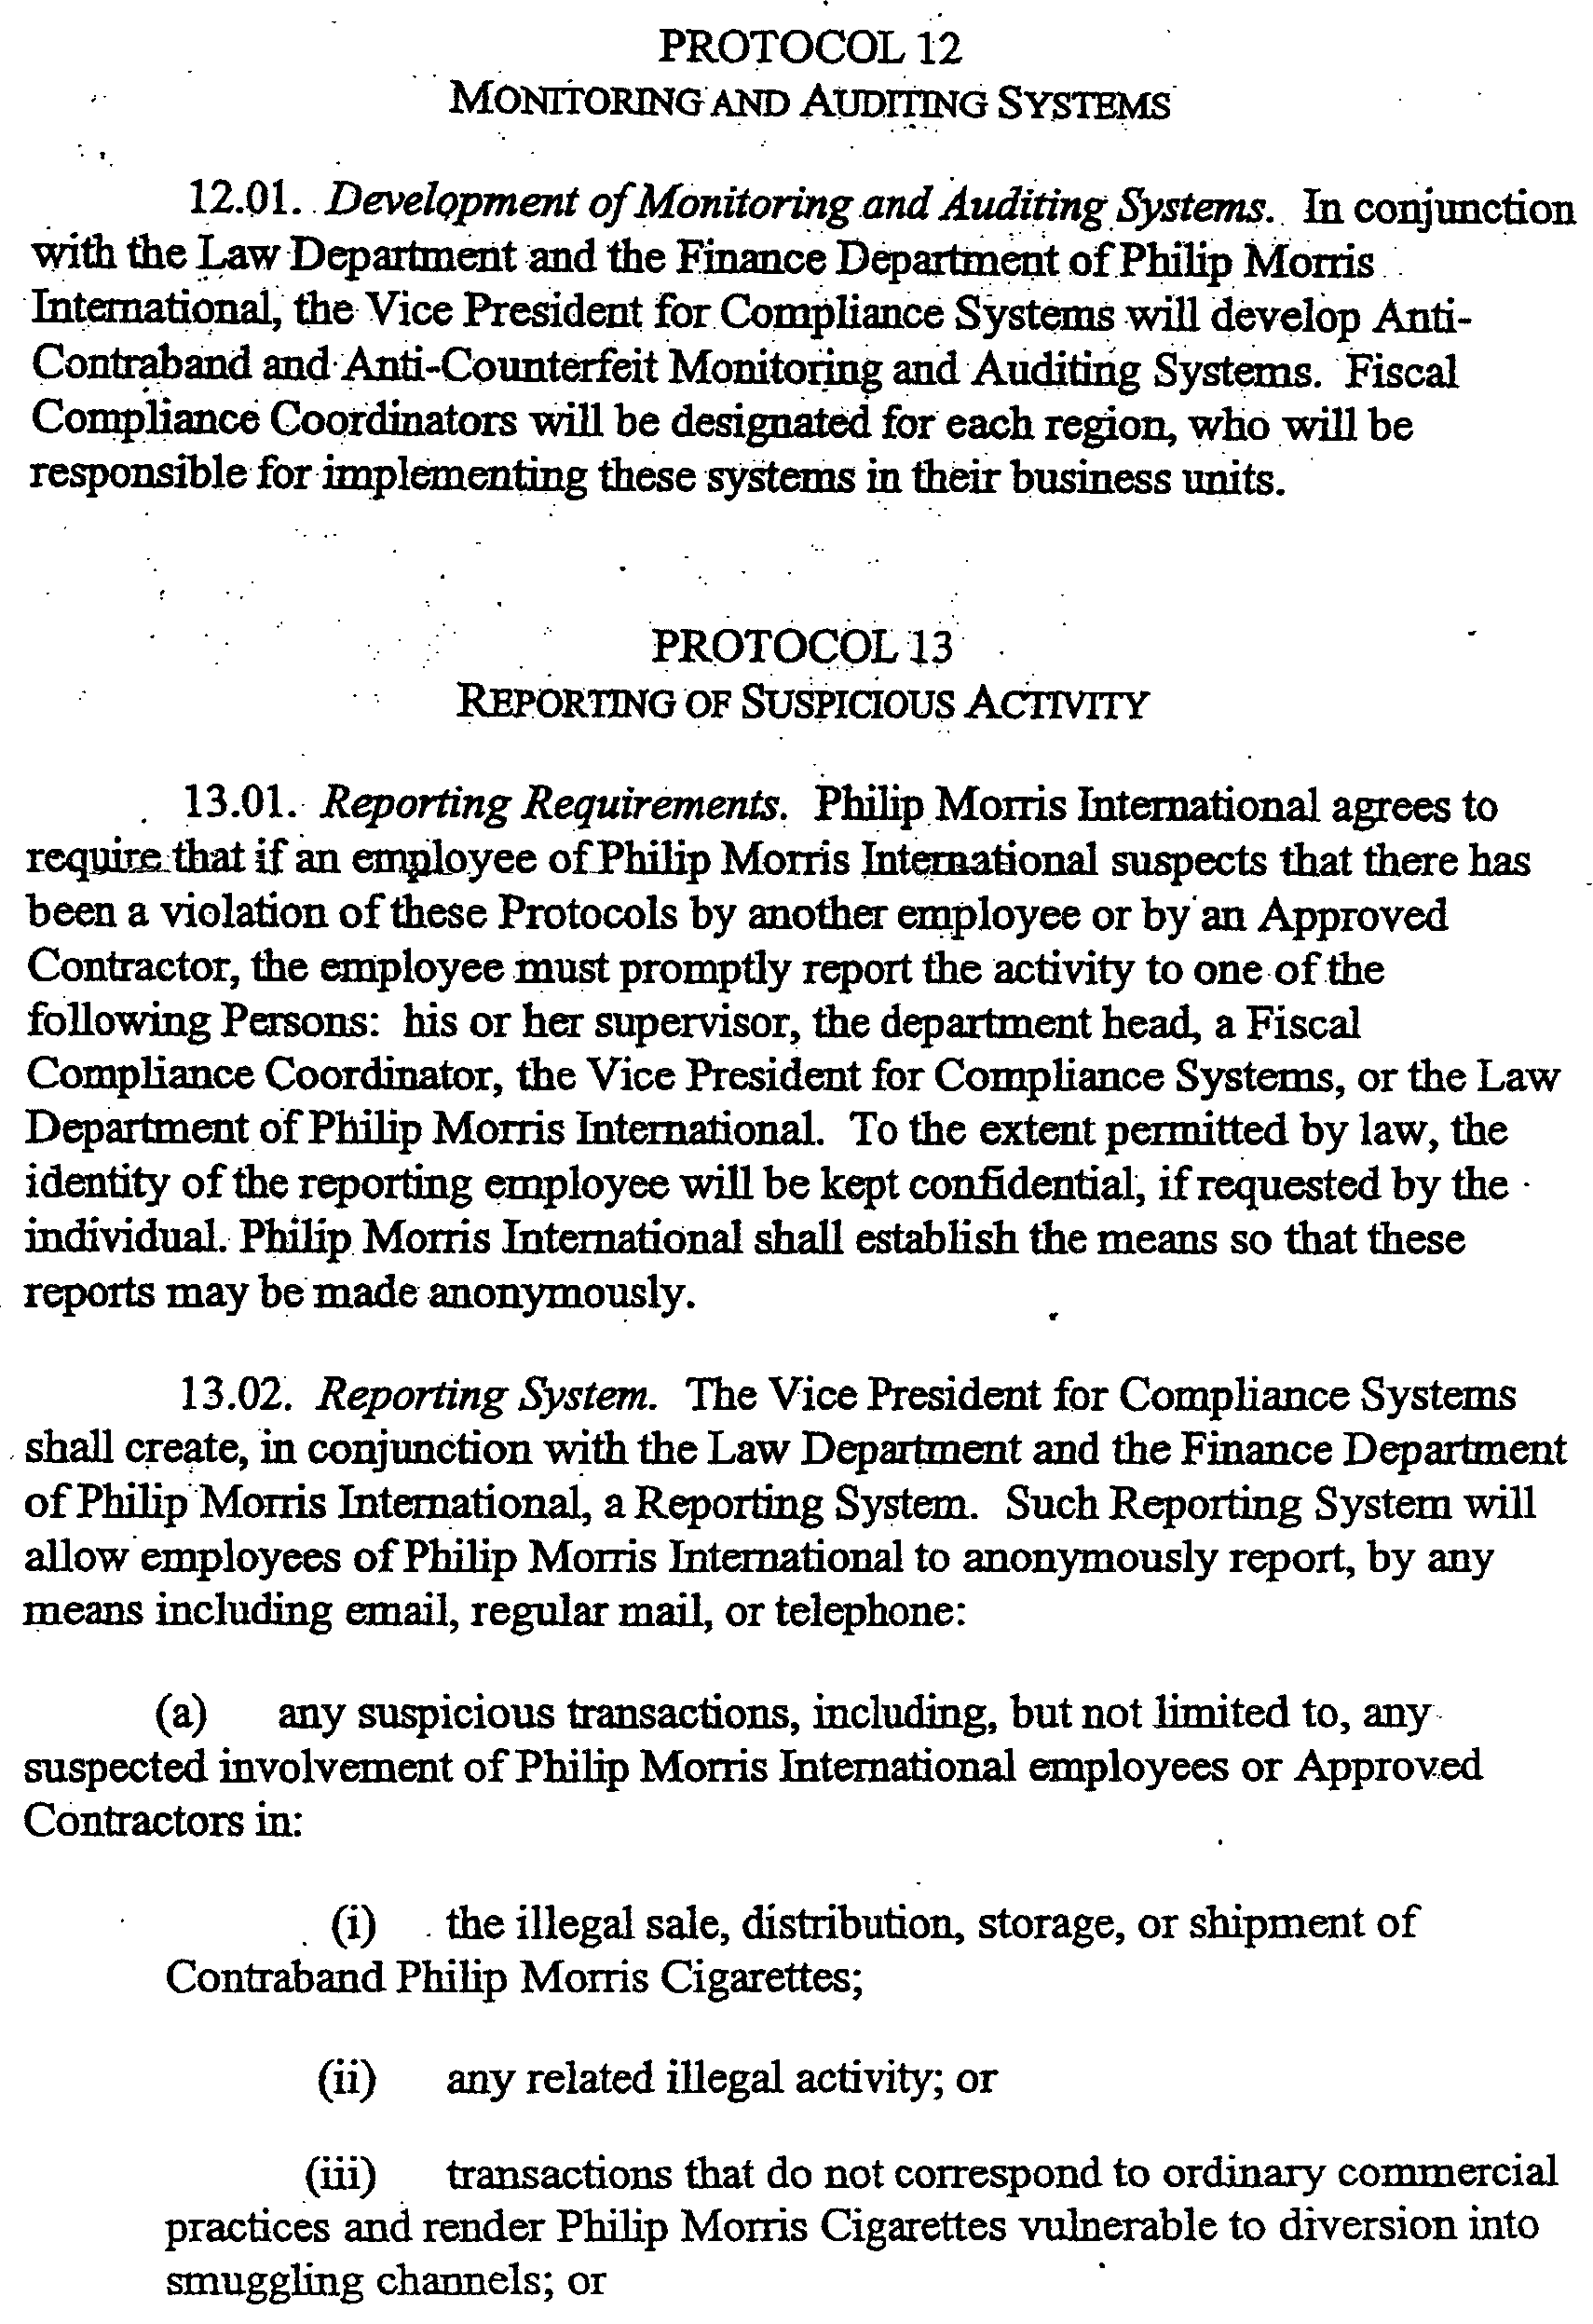 PROTOCOL 12
MONITORING AND AUDITING SYSTEMS
12.01. Development of Monitoring and Auditing Systems. In conjunction
with the Law Department and the Finance Department of Philip Morris
International, the Vice President for Compliance Systems will develop Anti-
Contraband and Anti-Counterfeit Monitoring and Auditing Systems. Fiscal
Compliance Coordinators will be designated for each region, who will be
responsible for implementing these systems in their business units.
PROTOCOL 13
REPORTING OF SUSPICIOUS ACTIVITY
13.01. Reporting Requirements. Philip Morris International agrees to
require that if an employee of Philip Morris International suspects that there has
been a violation of these Protocols by another employee or by an Approved
Contractor, the employee must promptly report the activity to one of the
following Persons: his or her supervisor, the department head, a Fiscal
Compliance Coordinator, the Vice President for Compliance Systems, or the Law
Department of Philip Morris International. To the extent permitted by law, the
identity of the reporting employee will be kept confidential, if requested by the
individual. Philip Morris International shall establish the means so that these
reports may be made anonymously.
13.02. Reporting System. The Vice President for Compliance Systems
shall create, in conjunction with the Law Department and the Finance Department
of Philip Morris International, a Reporting System. Such Reporting System will
allow employees of Philip Morris International to anonymously report, by any
means including email, regular mail, or telephone:
(a) any suspicious transactions, including, but not limited to, any
suspected involvement of Philip Morris International employees or Approved
Contractors in:
(i) the illegal sale, distribution, storage, or shipment of
Contraband Philip Morris Cigarettes;
(ii) any related illegal activity; or
(iii) transactions that do not correspond to ordinary commercial
practices and render Philip Morris Cigarettes vulnerable to diversion into
smuggling channels; or